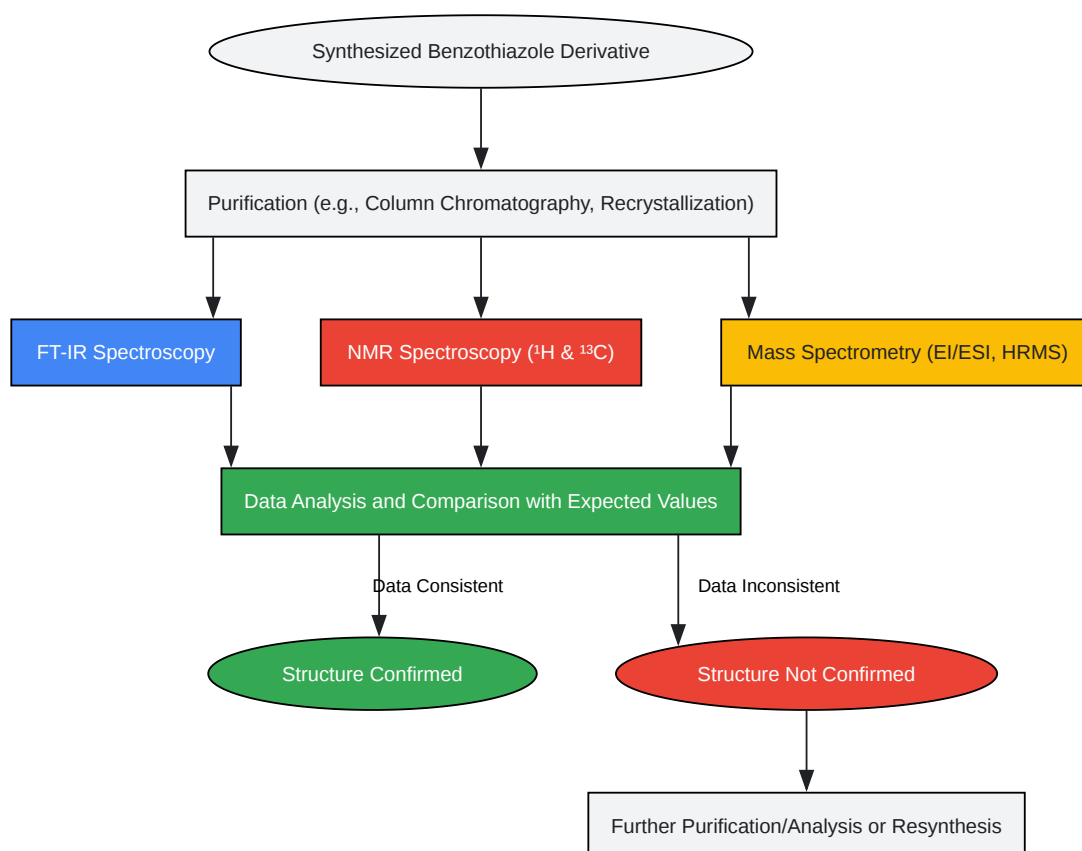 Synthesized Benzothiazole Derivative
Purification (e.g., Column Chromatography, Recrystallization)
FT-IR Spectroscopy
NMR Spectroscopy (¹H & ¹³C)
Mass Spectrometry (EI/ESI, HRMS)
Data Analysis and Comparison with Expected Values
Data Consistent
Data Inconsistent
Structure Confirmed
Structure Not Confirmed
Further Purification/Analysis or Resynthesis